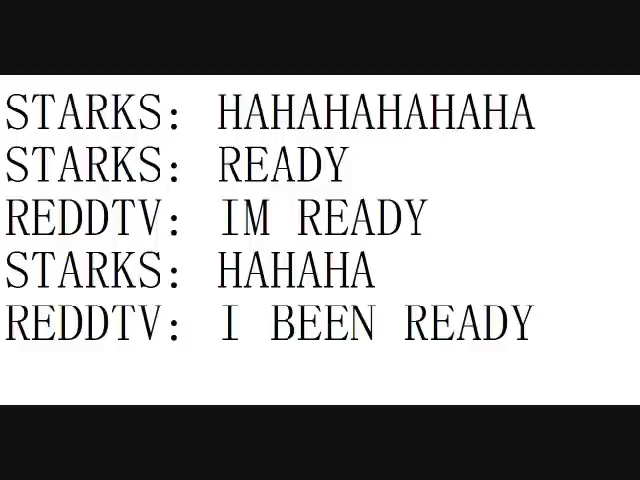 STARKS: HAHAHAHAHAHA
STARKS: READY
REDDTV: IM READY
STARKS: HAHAHA
REDDTV: I BEEN READY